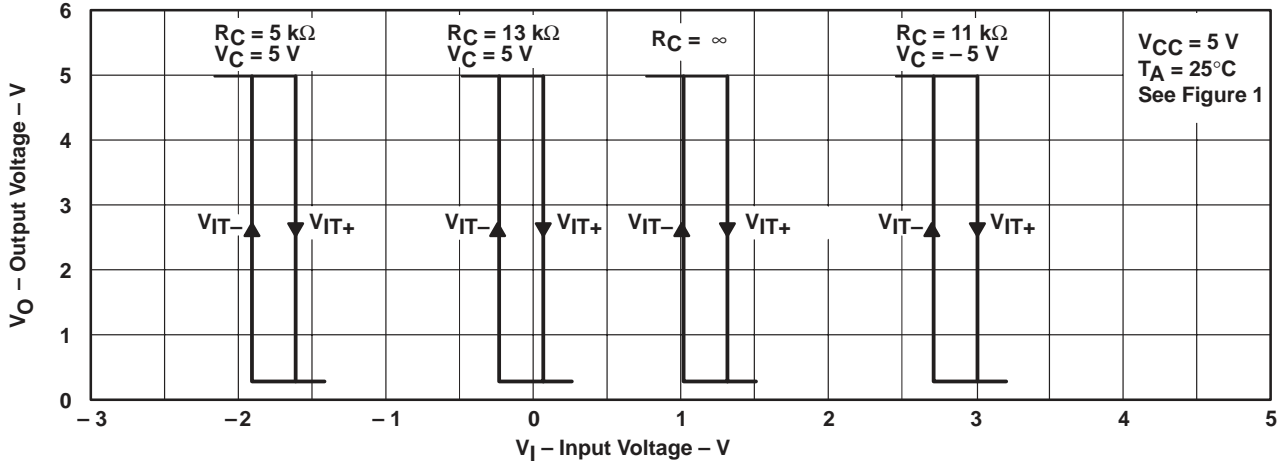 6
5
4
3
2
1
0
VO – Output Voltage – V
RC = 5 kΩ
VC = 5 V
RC = 13 kΩ
VC = 5 V
RC = ∞
RC = 11 kΩ
VC = – 5 V
VCC = 5 V
TA = 25°C
See Figure 1
VIT– VIT+ VIT– VIT+ VIT– VIT+ VIT– VIT+
– 3 –2 –1 0 1 2 3 4 5
VI – Input Voltage – V